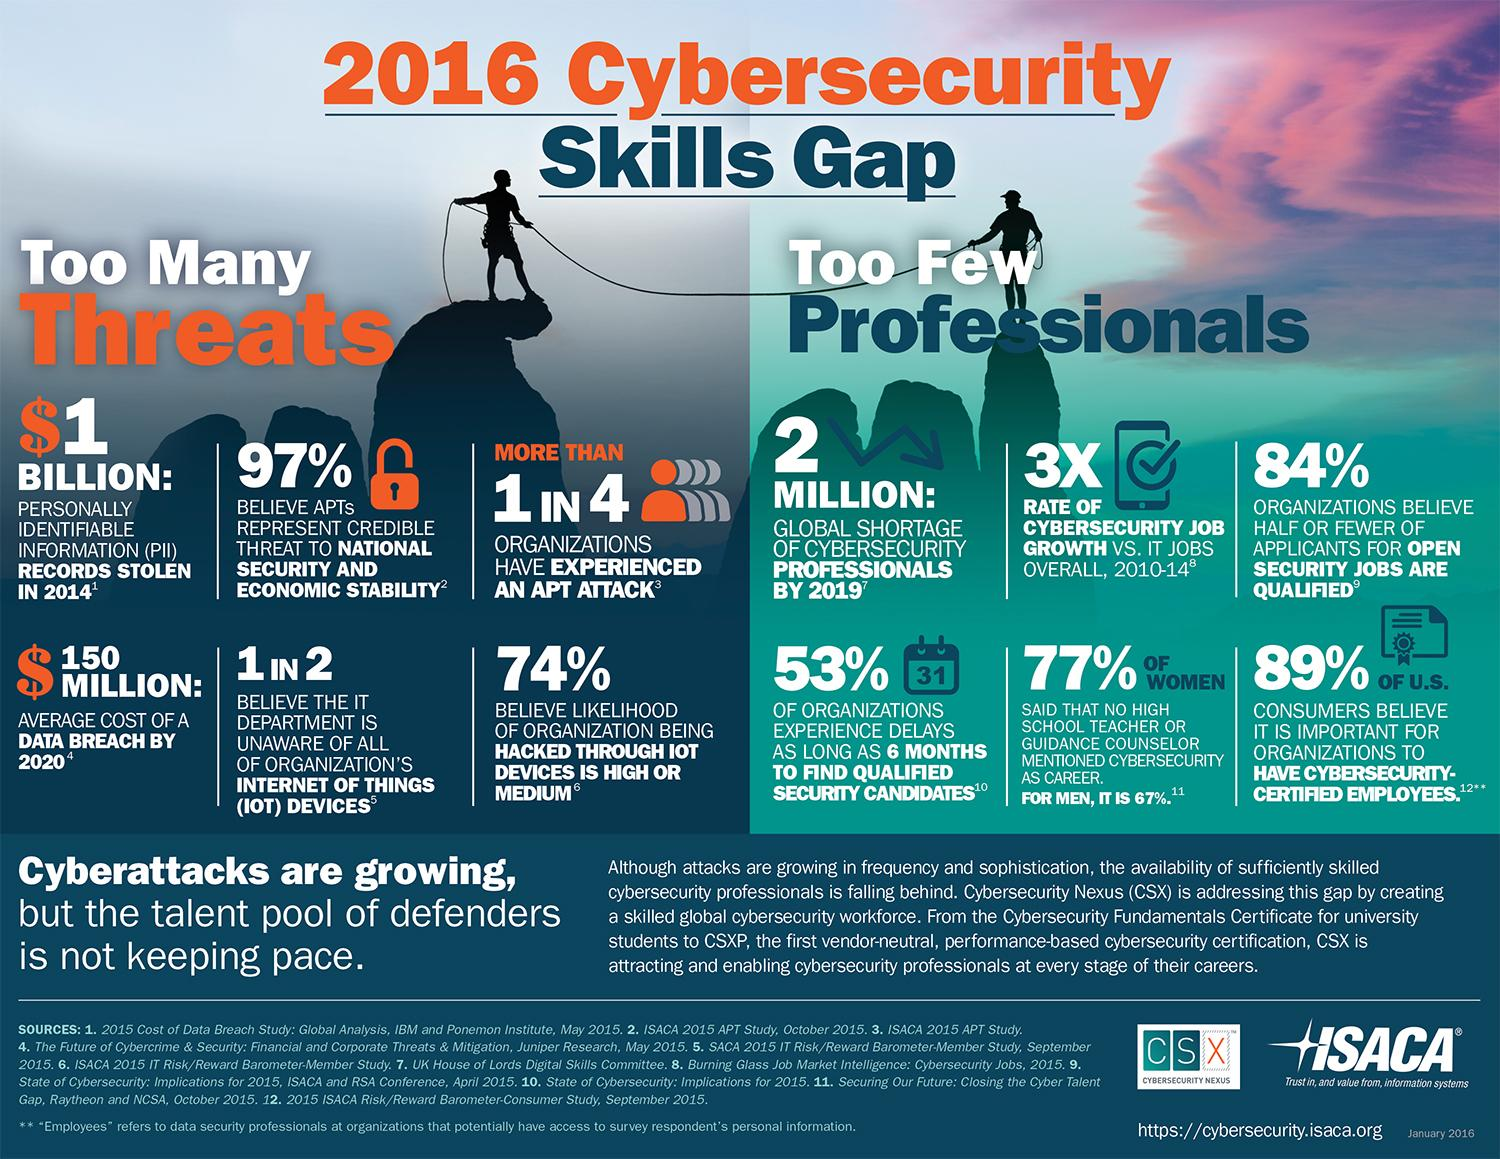 2016 Cybersecurity
Skills Gap
Too Many
Threats
$1
BILLION:
PERSONALLY
IDENTIFIABLE
INFORMATION (PII)
RECORDS STOLEN
IN 2014¹
97%
BELIEVE APTs
REPRESENT CREDIBLE
THREAT TO NATIONAL
SECURITY AND
ECONOMIC STABILITY²
MORE THAN
1 IN 4
ORGANIZATIONS
HAVE EXPERIENCED
AN APT ATTACK³
$150
MILLION:
AVERAGE COST OF A
DATA BREACH BY
2020⁴
1 IN 2
BELIEVE THE IT
DEPARTMENT IS
UNAWARE OF ALL
OF ORGANIZATION'S
INTERNET OF THINGS
(IOT) DEVICES⁵
74%
BELIEVE LIKELIHOOD
OF ORGANIZATION BEING
HACKED THROUGH IOT
DEVICES IS HIGH OR
MEDIUM⁶
Too Few
Professionals
2
MILLION:
GLOBAL SHORTAGE
OF CYBERSECURITY
PROFESSIONALS
BY 2019⁷
3X
RATE OF
CYBERSECURITY JOB
GROWTH VS. IT JOBS
OVERALL, 2010-14⁸
84%
ORGANIZATIONS BELIEVE
HALF OR FEWER OF
APPLICANTS FOR OPEN
SECURITY JOBS ARE
QUALIFIED⁹
53%
31
OF ORGANIZATIONS
EXPERIENCE DELAYS
AS LONG AS 6 MONTHS
TO FIND QUALIFIED
SECURITY CANDIDATES¹⁰
77% OF
WOMEN
SAID THAT NO HIGH
SCHOOL TEACHER OR
GUIDANCE COUNSELOR
MENTIONED CYBERSECURITY
AS CAREER.
FOR MEN, IT IS 67%.¹¹
89% OF U.S.
CONSUMERS BELIEVE
IT IS IMPORTANT FOR
ORGANIZATIONS TO
HAVE CYBERSECURITY-
CERTIFIED EMPLOYEES.¹²**
Cyberattacks are growing,
but the talent pool of defenders
is not keeping pace.
Although attacks are growing in frequency and sophistication, the availability of sufficiently skilled
cybersecurity professionals is falling behind. Cybersecurity Nexus (CSX) is addressing this gap by creating
a skilled global cybersecurity workforce. From the Cybersecurity Fundamentals Certificate for university
students to CSXP, the first vendor-neutral, performance-based cybersecurity certification, CSX is
attracting and enabling cybersecurity professionals at every stage of their careers.
SOURCES: 1. 2015 Cost of Data Breach Study: Global Analysis, IBM and Ponemon Institute, May 2015. 2. ISACA 2015 APT Study, October 2015. 3. ISACA 2015 APT Study.
4. The Future of Cybercrime & Security: Financial and Corporate Threats & Mitigation, Juniper Research, May 2015. 5. SACA 2015 IT Risk/Reward Barometer-Member Study, September
2015. 6. ISACA 2015 IT Risk/Reward Barometer-Member Study. 7. UK House of Lords Digital Skills Committee. 8. Burning Glass Job Market Intelligence: Cybersecurity Jobs, 2015. 9.
State of Cybersecurity: Implications for 2015, ISACA and RSA Conference, April 2015. 10. State of Cybersecurity: Implications for 2015. 11. Securing Our Future: Closing the Cyber Talent
Gap, Raytheon and NCSA, October 2015. 12. 2015 ISACA Risk/Reward Barometer-Consumer Study, September 2015.
** "Employees" refers to data security professionals at organizations that potentially have access to survey respondent's personal information.
CSX
CYBERSECURITY NEXUS
ISACA®
Trust in, and value from, information systems
https://cybersecurity.isaca.org
January 2016